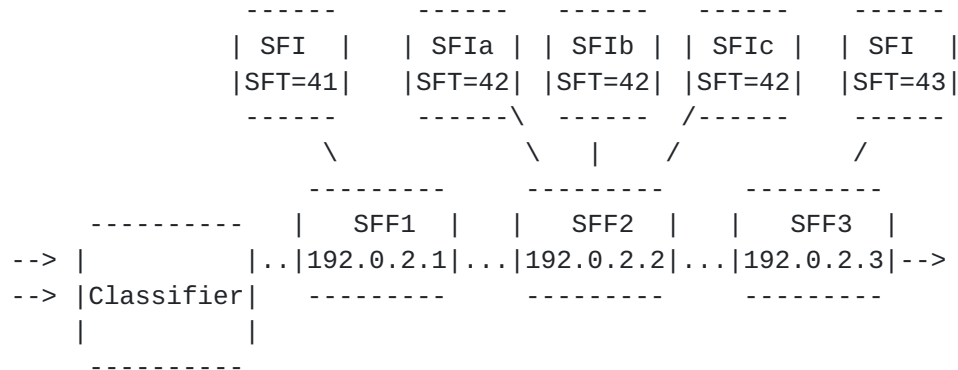 ------ ------ ------ ------ ------
| SFI | | SFIa | | SFIb | | SFIc | | SFI |
|SFT=41| |SFT=42| |SFT=42| |SFT=42| |SFT=43|
------ ------\ ------ /------ ------
\ \ | / /
--------- --------- ---------
---------- | SFF1 | | SFF2 | | SFF3 |
--> | |..|192.0.2.1|...|192.0.2.2|...|192.0.2.3|-->
--> |Classifier| --------- --------- ---------
| |
----------